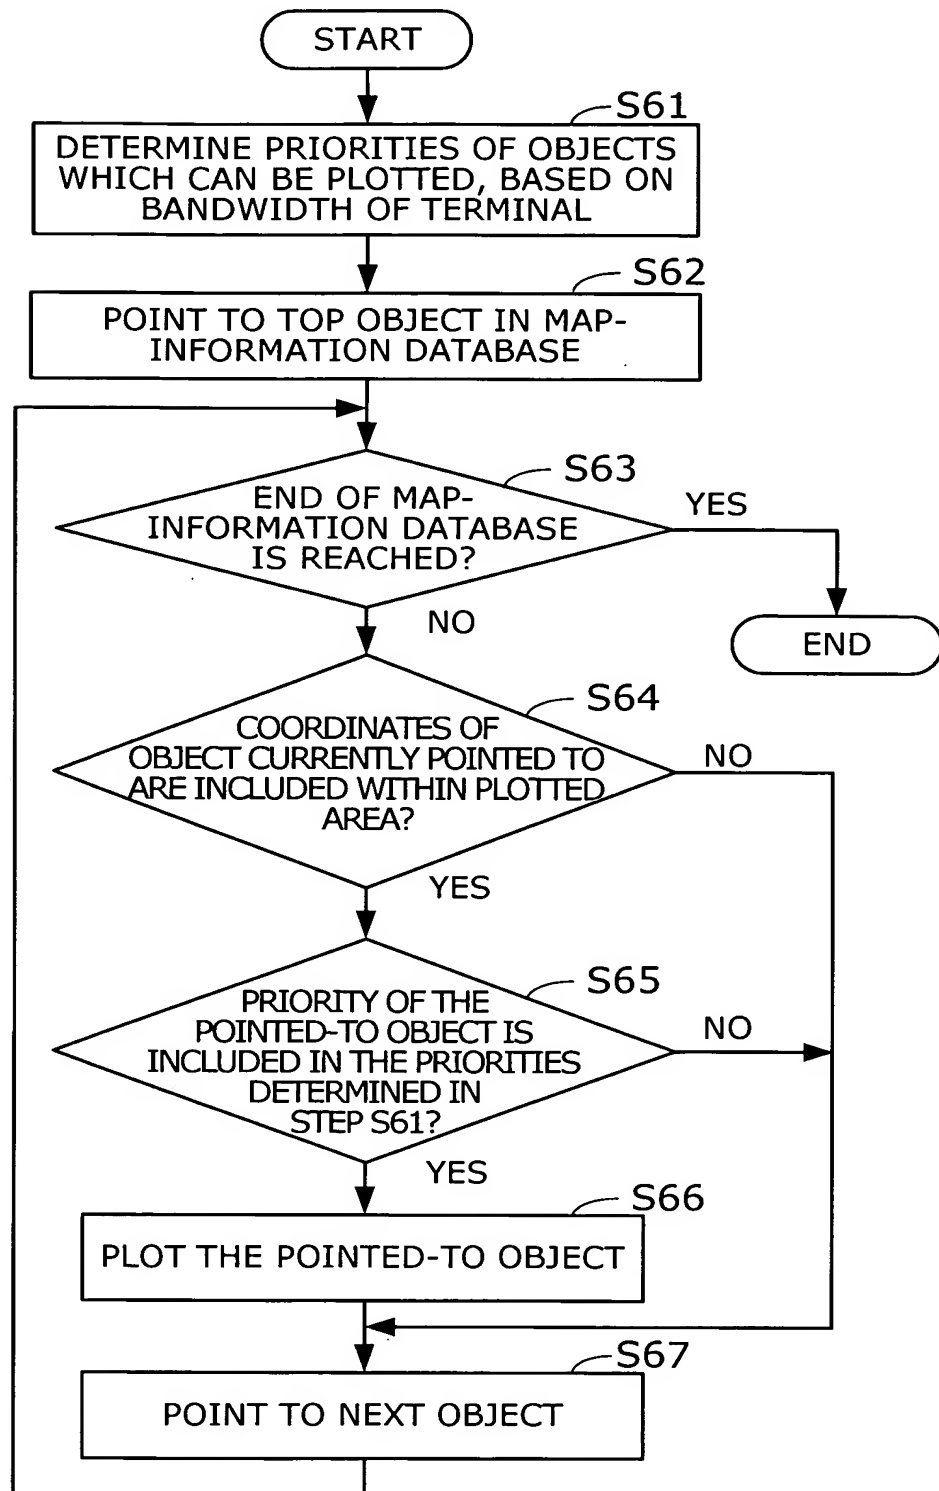 START
S61
DETERMINE PRIORITIES OF OBJECTS
WHICH CAN BE PLOTTED, BASED ON
BANDWIDTH OF TERMINAL
S62
POINT TO TOP OBJECT IN MAP-
INFORMATION DATABASE
S63
END OF MAP-
INFORMATION DATABASE
IS REACHED?
YES
NO
END
S64
COORDINATES OF
OBJECT CURRENTLY POINTED TO
ARE INCLUDED WITHIN PLOTTED
AREA?
NO
YES
S65
PRIORITY OF THE
POINTED-TO OBJECT IS
INCLUDED IN THE PRIORITIES
DETERMINED IN
STEP S61?
NO
YES
S66
PLOT THE POINTED-TO OBJECT
S67
POINT TO NEXT OBJECT